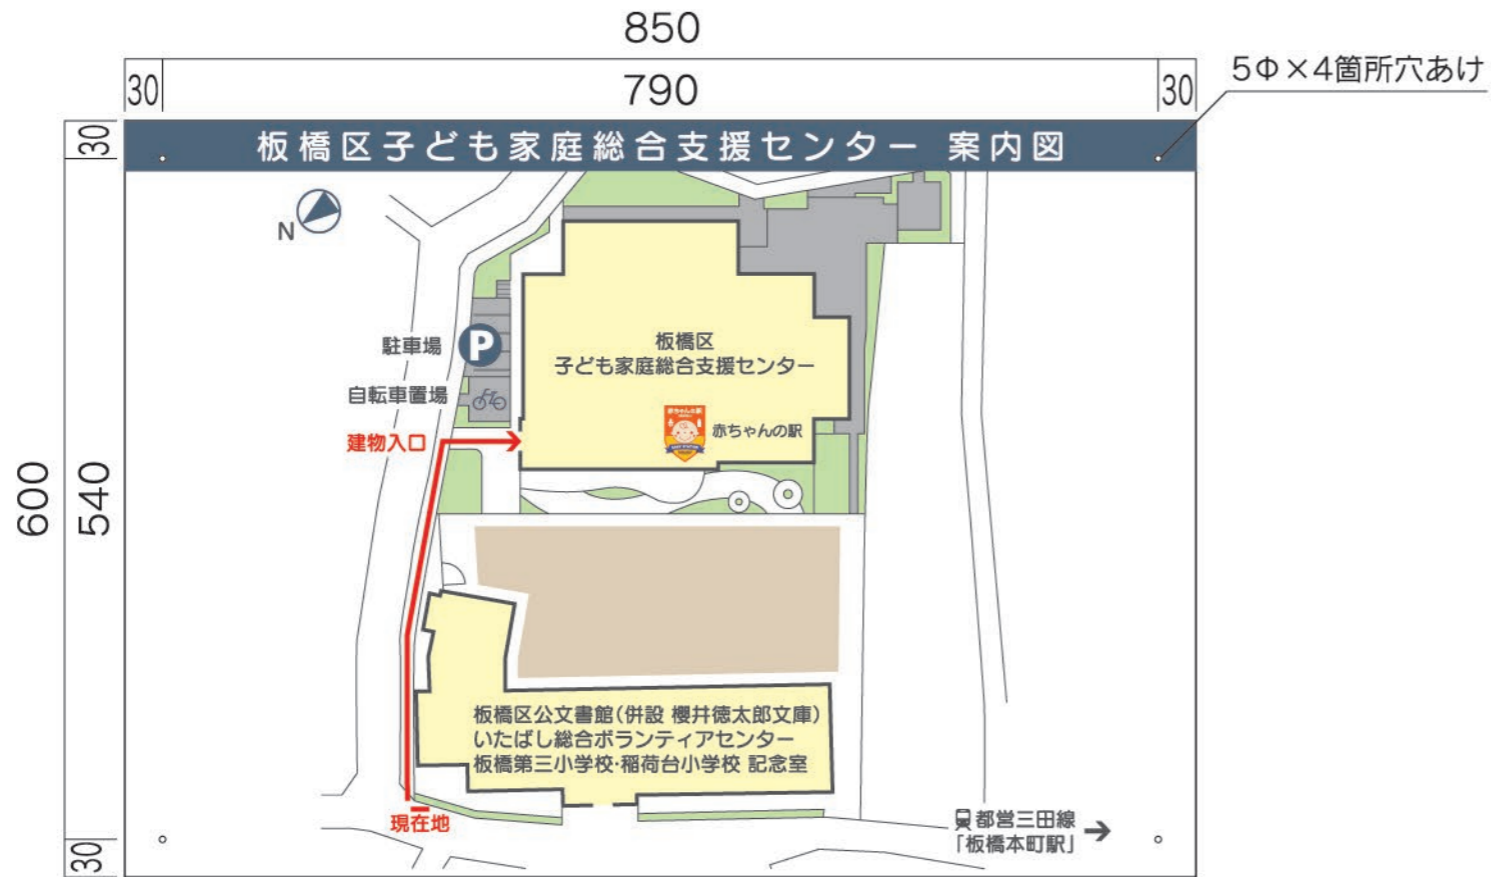 850
30
790
30
5Φ×4箇所穴あけ
30
板橋区子ども家庭総合支援センター 案内図
N
駐車場
P
自転車置場
建物入口
板橋区
子ども家庭総合支援センター
赤ちゃんの駅
赤ちゃんの駅
600
540
板橋区公文書館(併設 櫻井徳太郎文庫)
いたばし総合ボランティアセンター
板橋第三小学校・稲荷台小学校 記念室
現在地
都営三田線
「板橋本町駅」
30